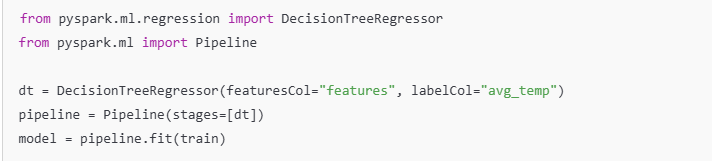 from pyspark.ml.regression import DecisionTreeRegressor
from pyspark.ml import Pipeline
dt = DecisionTreeRegressor(featuresCol="features", labelCol="avg_temp")
pipeline = Pipeline(stages=[dt])
model = pipeline.fit(train)